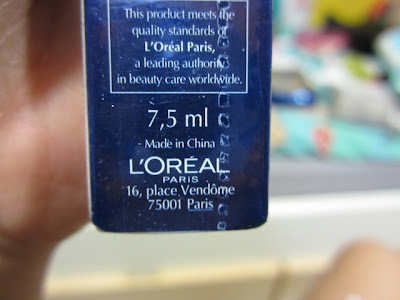 This product meets the
quality standards of
L'Oréal Paris,
a leading authority
in beauty care worldwide.
7,5 ml
Made in China
L'ORÉAL
PARIS
16, place Vendôme
75001 Paris